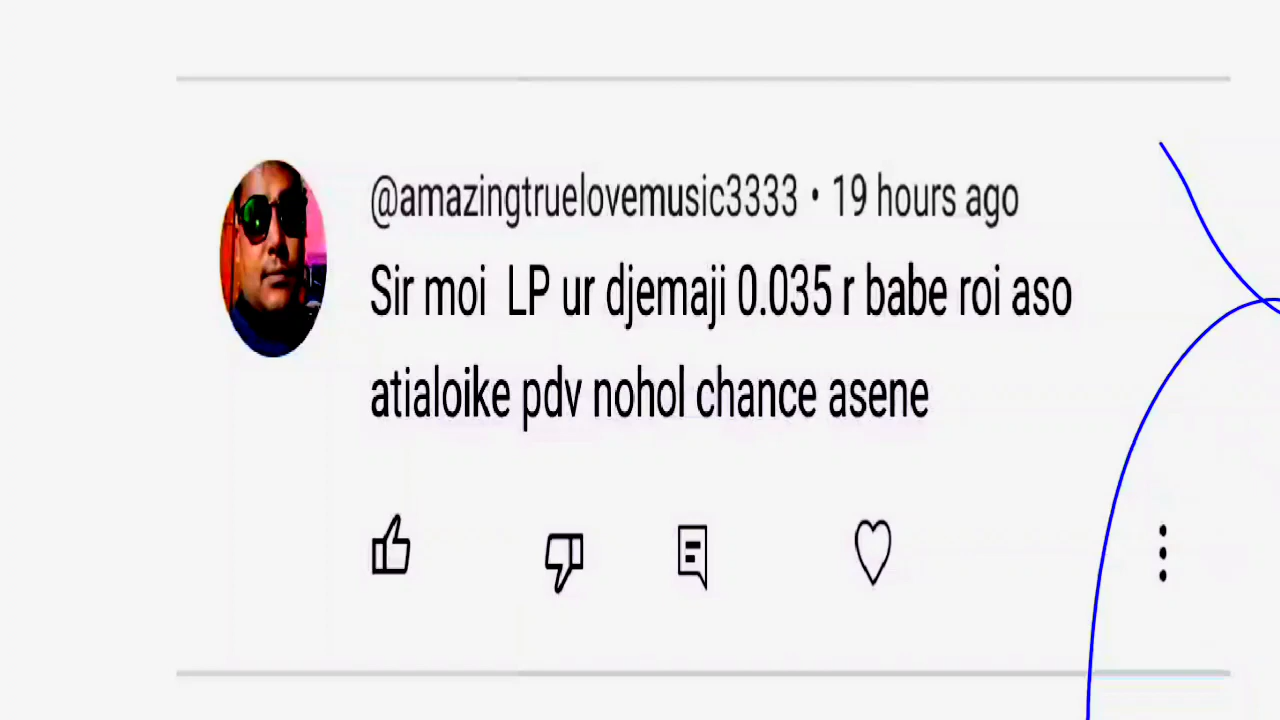 @amazingtruelovemusic3333 • 19 hours ago
Sir moi LP ur djemaji 0.035 r babe roi aso
atialoike pdv nohol chance asene